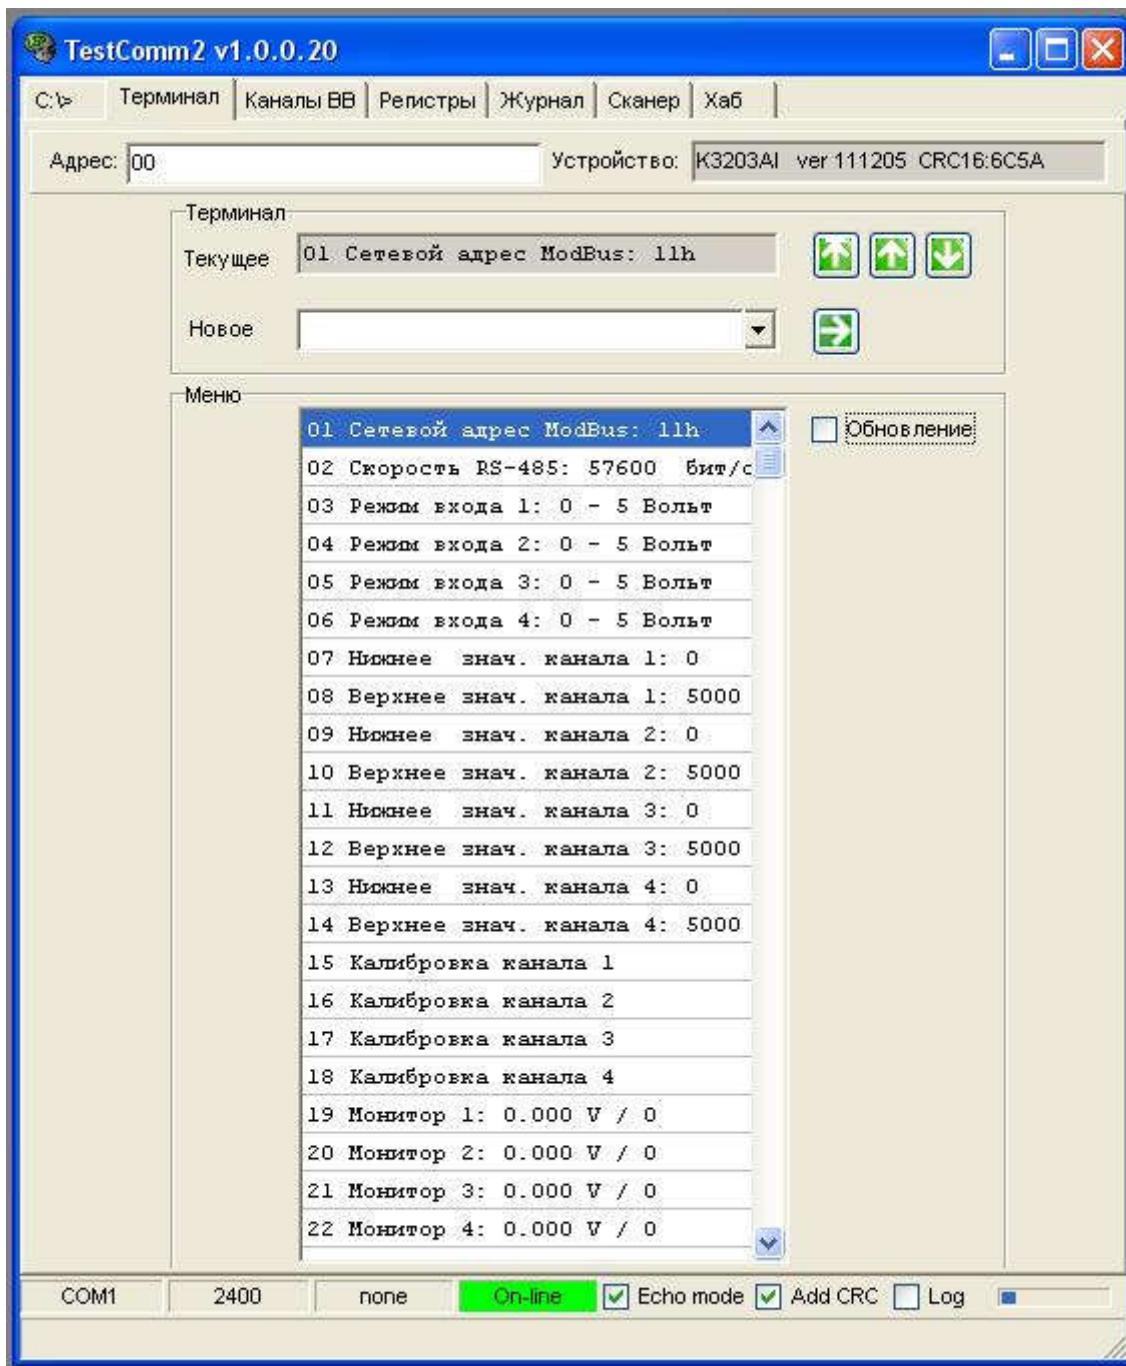 TestComm2 v1.0.0.20
C:\> Терминал Каналы ВВ Регистры Журнал Сканер Хаб
Адрес: 00 Устройство: K3203AI ver 111205 CRC16:6C5A
Терминал
Текущее 01 Сетевой адрес ModBus: 11h
Новое
Меню
01 Сетевой адрес ModBus: 11h Обновление
02 Скорость RS-485: 57600 бит/с
03 Режим входа 1: 0 - 5 Вольт
04 Режим входа 2: 0 - 5 Вольт
05 Режим входа 3: 0 - 5 Вольт
06 Режим входа 4: 0 - 5 Вольт
07 Нижнее знач. канала 1: 0
08 Верхнее знач. канала 1: 5000
09 Нижнее знач. канала 2: 0
10 Верхнее знач. канала 2: 5000
11 Нижнее знач. канала 3: 0
12 Верхнее знач. канала 3: 5000
13 Нижнее знач. канала 4: 0
14 Верхнее знач. канала 4: 5000
15 Калибровка канала 1
16 Калибровка канала 2
17 Калибровка канала 3
18 Калибровка канала 4
19 Монитор 1: 0.000 V / 0
20 Монитор 2: 0.000 V / 0
21 Монитор 3: 0.000 V / 0
22 Монитор 4: 0.000 V / 0
COM1 2400 none On-line Echo mode Add CRC Log